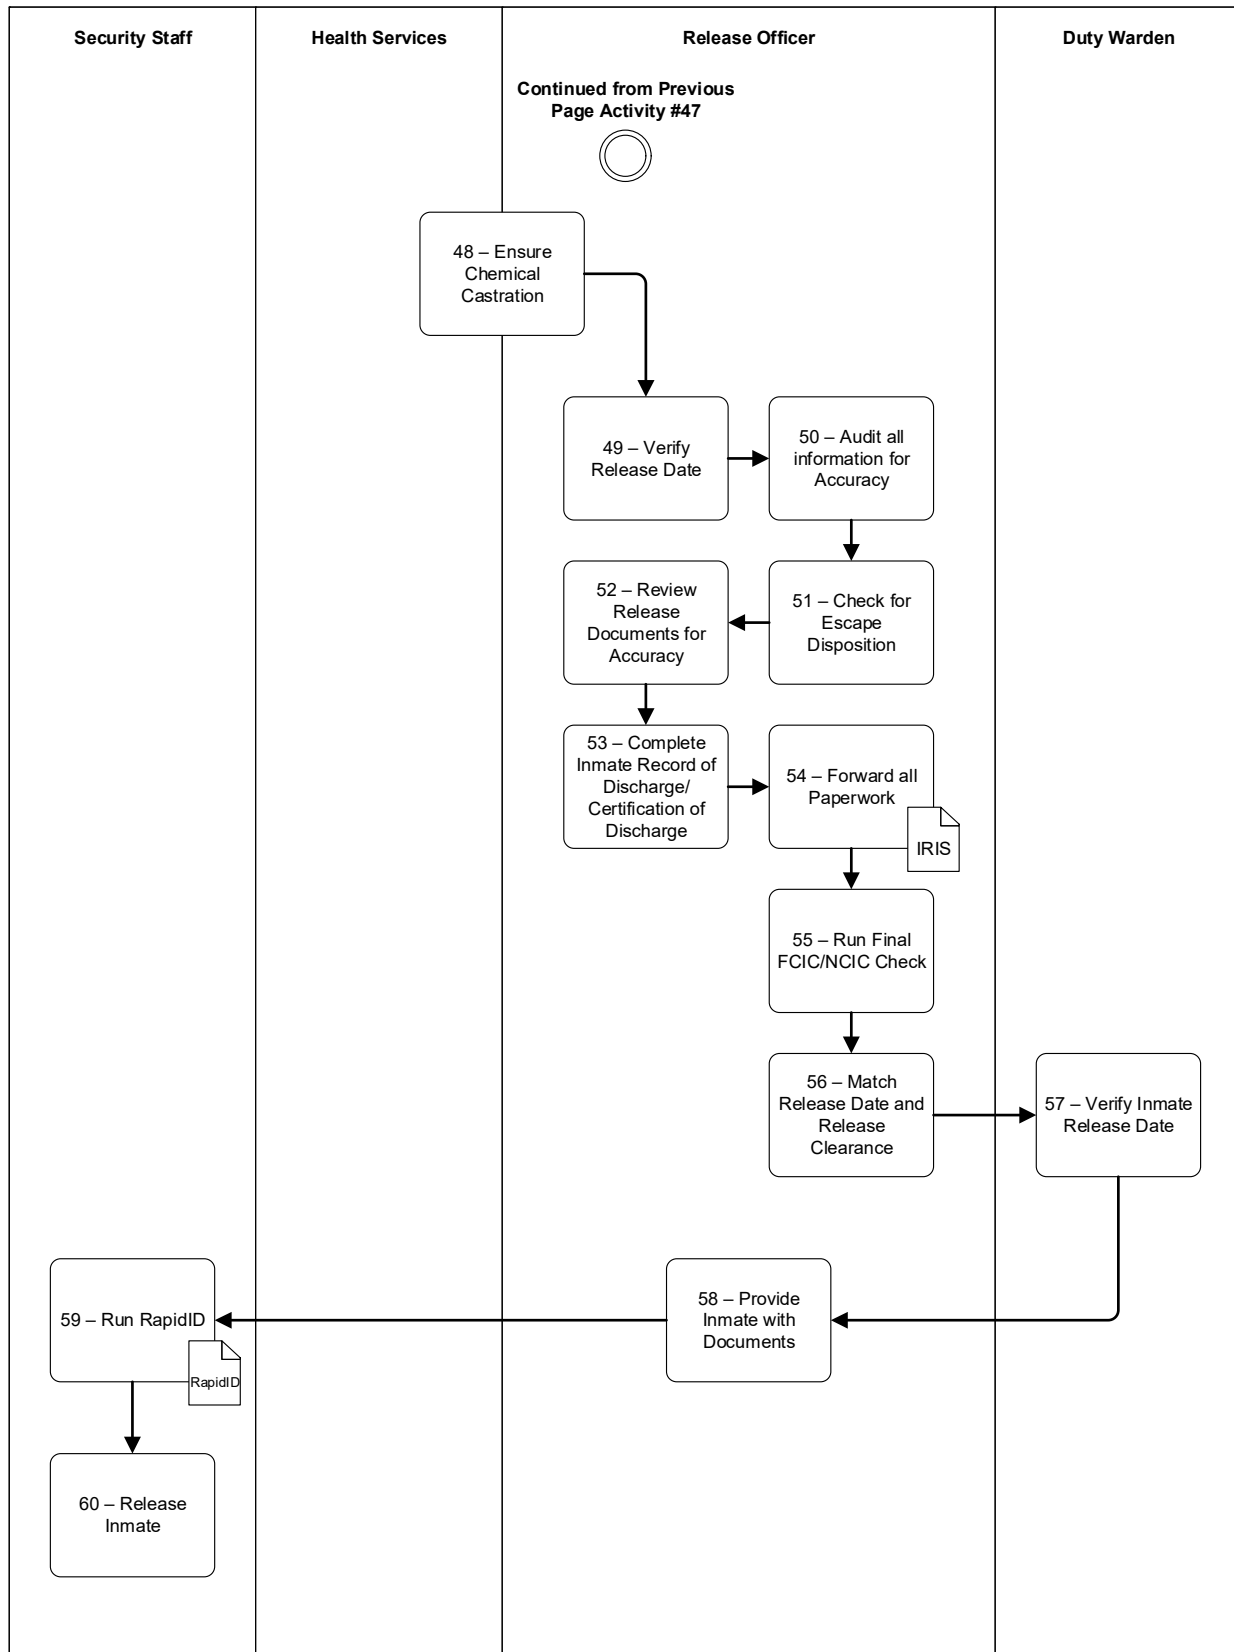 Security Staff
Health Services
Release Officer
Duty Warden
Continued from Previous
Page Activity #47
48 – Ensure
Chemical
Castration
49 – Verify
Release Date
50 – Audit all
information for
Accuracy
52 – Review
Release
Documents for
Accuracy
51 – Check for
Escape
Disposition
53 – Complete
Inmate Record of
Discharge/
Certification of
Discharge
54 – Forward all
Paperwork
IRIS
55 – Run Final
FCIC/NCIC Check
56 – Match
Release Date and
Release
Clearance
57 – Verify Inmate
Release Date
58 – Provide
Inmate with
Documents
59 – Run RapidID
RapidID
60 – Release
Inmate